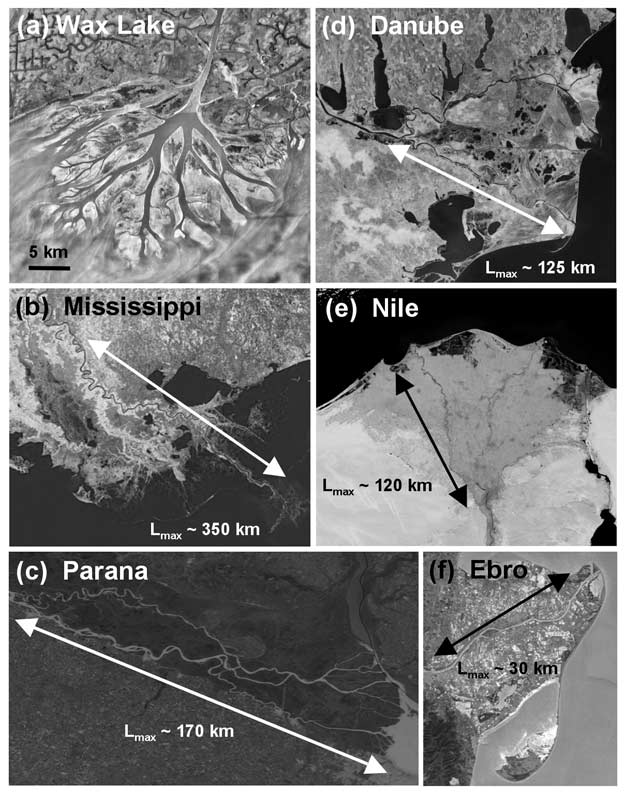 (a) Wax Lake
5 km
(b) Mississippi
Lmax ~ 350 km
(c) Parana
Lmax ~ 170 km
(d) Danube
Lmax ~ 125 km
(e) Nile
Lmax ~ 120 km
(f) Ebro
Lmax ~ 30 km